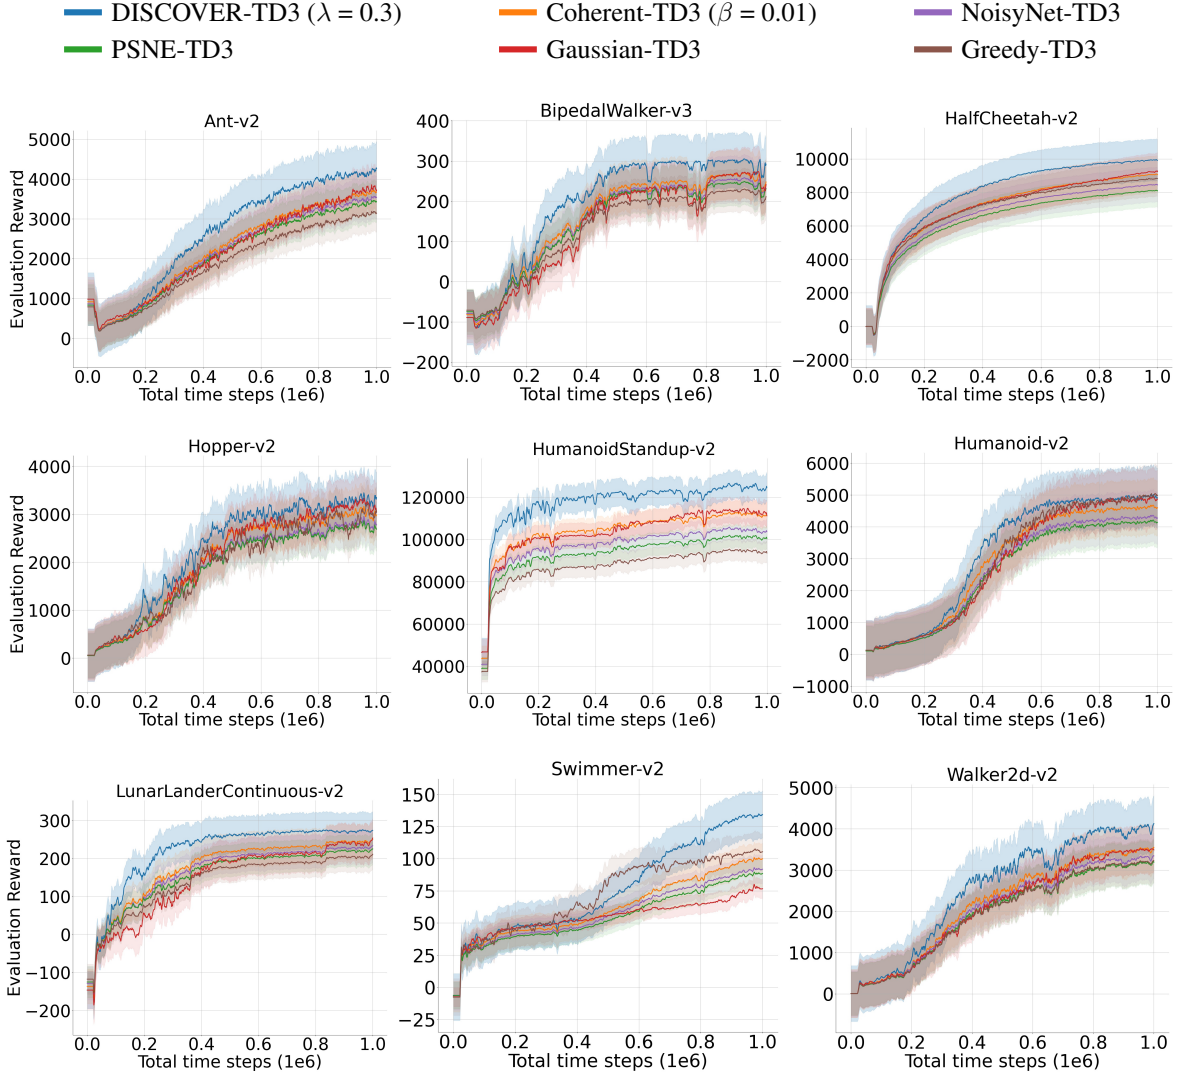 DISCOVER-TD3 (λ = 0.3)
Coherent-TD3 (β = 0.01)
NoisyNet-TD3
PSNE-TD3
Gaussian-TD3
Greedy-TD3
Ant-v2
Evaluation Reward
5000
4000
3000
2000
1000
0
0.0 0.2 0.4 0.6 0.8 1.0
Total time steps (1e6)
BipedalWalker-v3
400
300
200
100
0
−100
−200
0.0 0.2 0.4 0.6 0.8 1.0
Total time steps (1e6)
HalfCheetah-v2
10000
8000
6000
4000
2000
0
−2000
0.0 0.2 0.4 0.6 0.8 1.0
Total time steps (1e6)
Hopper-v2
Evaluation Reward
4000
3000
2000
1000
0
0.0 0.2 0.4 0.6 0.8 1.0
Total time steps (1e6)
HumanoidStandup-v2
120000
100000
80000
60000
40000
0.0 0.2 0.4 0.6 0.8 1.0
Total time steps (1e6)
Humanoid-v2
6000
5000
4000
3000
2000
1000
0
−1000
0.0 0.2 0.4 0.6 0.8 1.0
Total time steps (1e6)
LunarLanderContinuous-v2
Evaluation Reward
300
200
100
0
−100
−200
0.0 0.2 0.4 0.6 0.8 1.0
Total time steps (1e6)
Swimmer-v2
150
125
100
75
50
25
0
−25
0.0 0.2 0.4 0.6 0.8 1.0
Total time steps (1e6)
Walker2d-v2
5000
4000
3000
2000
1000
0
0.0 0.2 0.4 0.6 0.8 1.0
Total time steps (1e6)